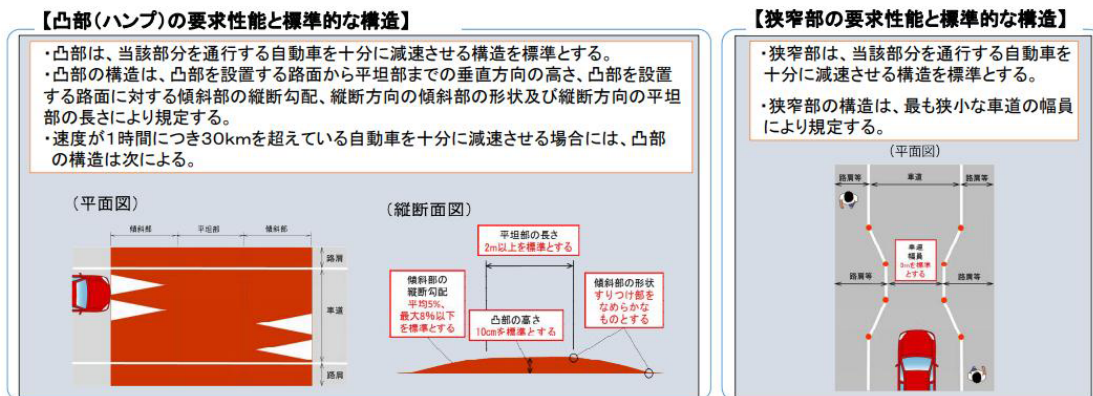 【凸部(ハンプ)の要求性能と標準的な構造】
・凸部は、当該部分を通行する自動車を十分に減速させる構造を標準とする。
・凸部の構造は、凸部を設置する路面から平坦部までの垂直方向の高さ、凸部を設置
する路面に対する傾斜部の縦断勾配、縦断方向の傾斜部の形状及び縦断方向の平坦
部の長さにより規定する。
・速度が1時間につき30kmを超えている自動車を十分に減速させる場合には、凸部
の構造は次による。
(平面図)
傾斜部
平坦部
傾斜部
路肩
車道
路肩
(縦断面図)
平坦部の長さ
2m以上を標準とする
傾斜部の
縦断勾配
平均5%、
最大8%以下
を標準とする
凸部の高さ
10cmを標準とする
傾斜部の形状
すりつけ部を
なめらかな
ものとする
【狭窄部の要求性能と標準的な構造】
・狭窄部は、当該部分を通行する自動車を
十分に減速させる構造を標準とする。
・狭窄部の構造は、最も狭小な車道の幅員
により規定する。
(平面図)
路肩等
車道
路肩等
車道
幅員
3mを標準
とする
路肩等
路肩等